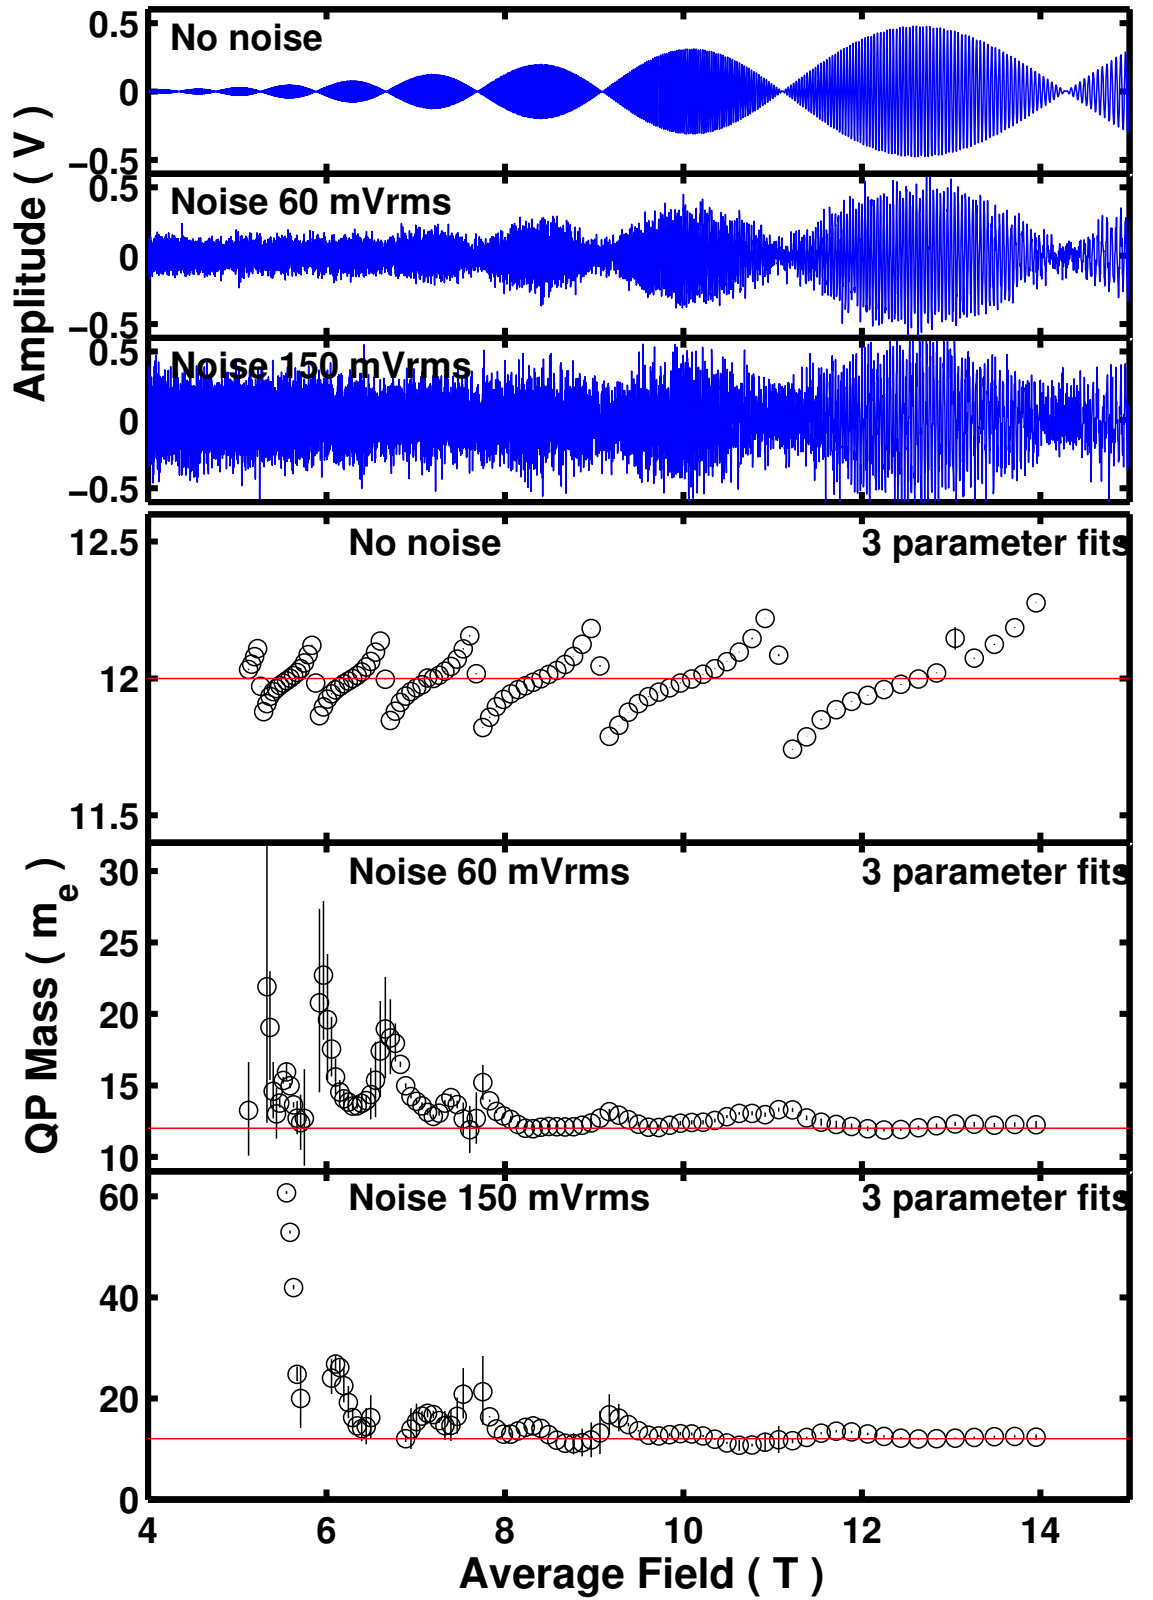 Amplitude ( V )
0.5
No noise
0
−0.5
0.5
Noise 60 mVrms
0
−0.5
0.5
Noise 150 mVrms
0
−0.5
QP Mass ( me )
12.5
No noise
3 parameter fits
12
11.5
30
Noise 60 mVrms
3 parameter fits
25
20
15
10
60
Noise 150 mVrms
3 parameter fits
40
20
0
4 6 8 10 12 14
Average Field ( T )